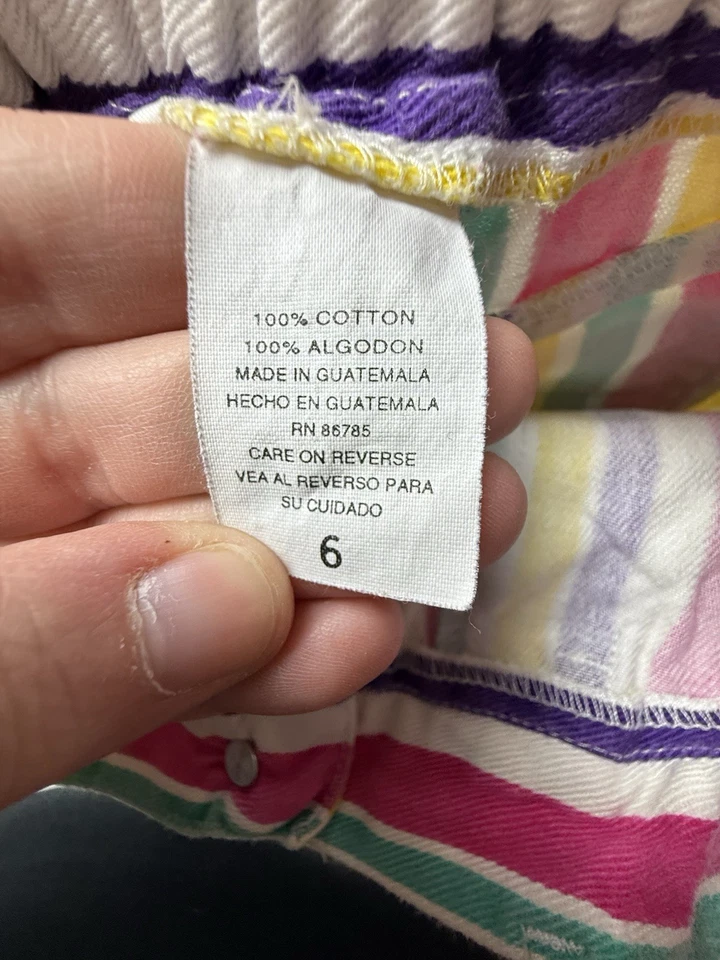 100% COTTON
100% ALGODON
MADE IN GUATEMALA
HECHO EN GUATEMALA
RN 86785
CARE ON REVERSE
VEA AL REVERSO PARA
SU CUIDADO
6